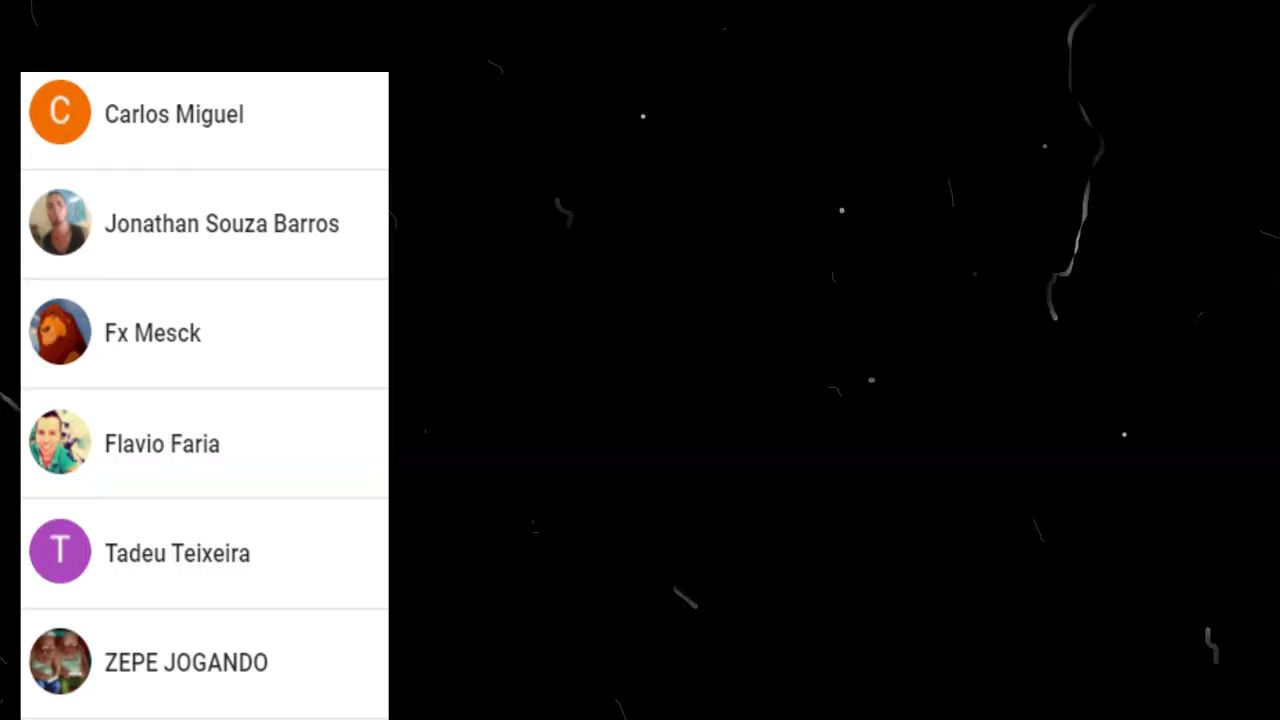 C
Carlos Miguel
Jonathan Souza Barros
Fx Mesck
Flavio Faria
T
Tadeu Teixeira
ZEPE JOGANDO